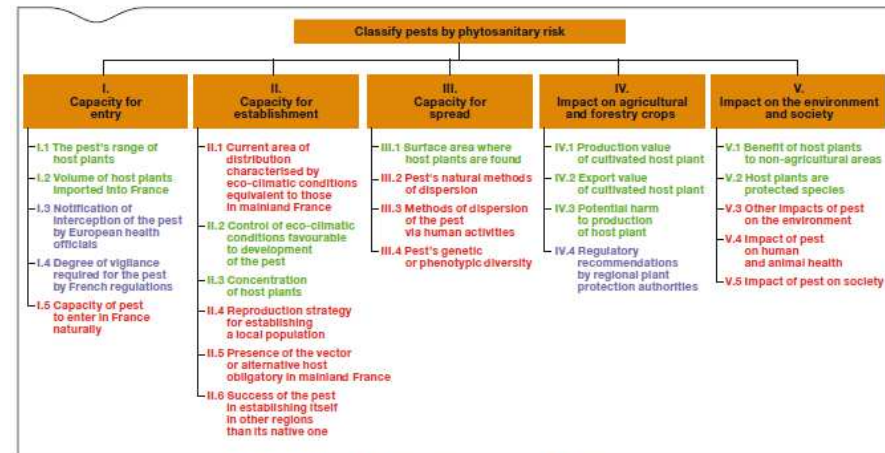 Classify pests by phytosanitary risk
I.
Capacity for
entry
II.
Capacity for
establishment
III.
Capacity for
spread
IV.
Impact on agricultural
and forestry crops
V.
Impact on the environment
and society
I.1 The pest's range of
host plants
I.2 Volume of host plants
imported into France
I.3 Notification of
interception of the pest
by European health
officials
I.4 Degree of vigilance
required for the pest
by French regulations
I.5 Capacity of pest
to enter in France
naturally
II.1 Current area of
distribution
characterised by
eco-climatic conditions
equivalent to those
in mainland France
II.2 Control of eco-climatic
conditions favourable
to development
of the pest
II.3 Concentration
of host plants
II.4 Reproduction strategy
for establishing
a local population
II.5 Presence of the vector
or alternative host
obligatory in mainland France
II.6 Success of the pest
in establishing itself
in other regions
than its native one
III.1 Surface area where
host plants are found
III.2 Pest's natural methods
of dispersion
III.3 Methods of dispersion
of the pest
via human activities
III.4 Pest's genetic
or phenotypic diversity
IV.1 Production value
of cultivated host plant
IV.2 Export value
of cultivated host plant
IV.3 Potential harm
to production
of host plant
IV.4 Regulatory
recommendations
by regional plant
protection authorities
V.1 Benefit of host plants
to non-agricultural areas
V.2 Host plants are
protected species
V.3 Other impacts of pest
on the environment
V.4 Impact of pest
on human
and animal health
V.5 Impact of pest on society